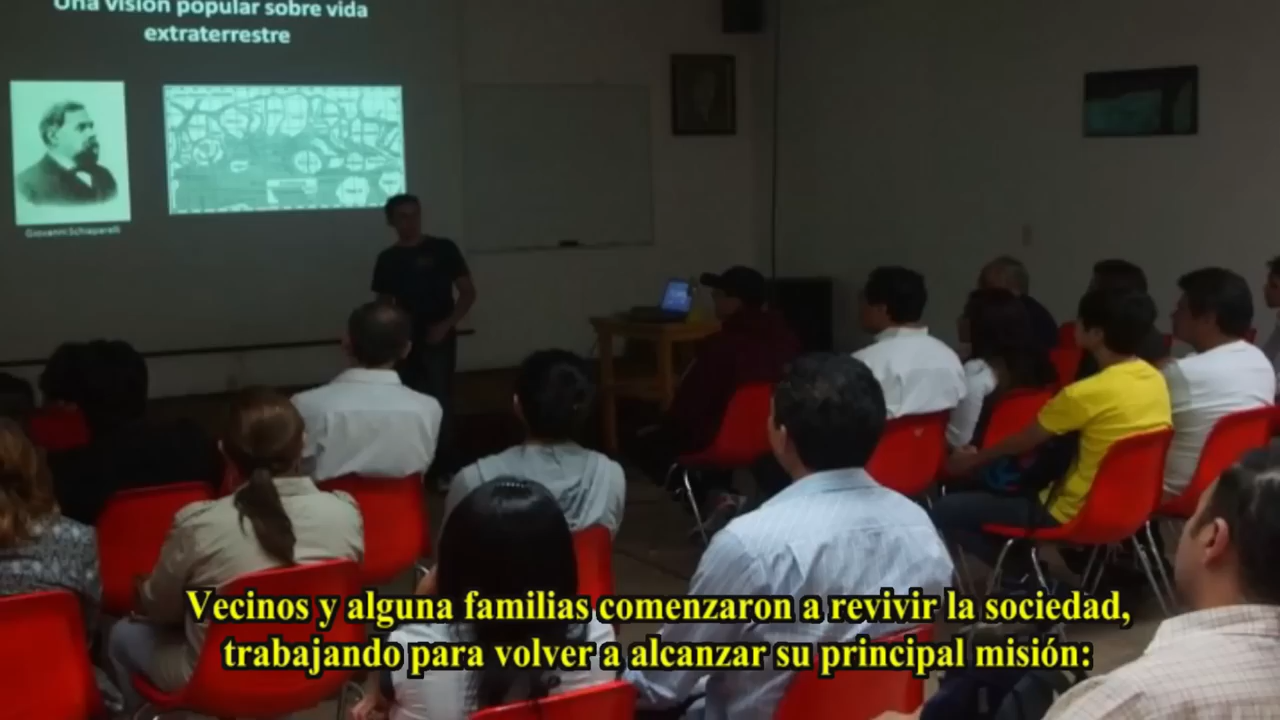 Una visión popular sobre vida
extraterrestre
Giovanni Schiaparelli
Vecinos y alguna familias comenzaron a revivir la sociedad,
trabajando para volver a alcanzar su principal misión: